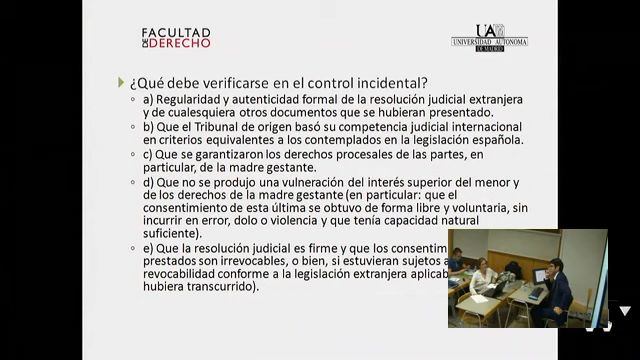 FACULTAD
DE DERECHO
UAM
UNIVERSIDAD AUTONOMA
DE MADRID
¿Qué debe verificarse en el control incidental?
a) Regularidad y autenticidad formal de la resolución judicial extranjera
y de cualesquiera otros documentos que se hubieran presentado.
b) Que el Tribunal de origen basó su competencia judicial internacional
en criterios equivalentes a los contemplados en la legislación española.
c) Que se garantizaron los derechos procesales de las partes, en
particular, de la madre gestante.
d) Que no se produjo una vulneración del interés superior del menor y
de los derechos de la madre gestante (en particular: que el
consentimiento de esta última se obtuvo de forma libre y voluntaria, sin
incurrir en error, dolo o violencia y que tenía capacidad natural
suficiente).
e) Que la resolución judicial es firme y que los consentim
prestados son irrevocables, o bien, si estuvieran sujetos a
revocabilidad conforme a la legislación extranjera aplicab
hubiera transcurrido).